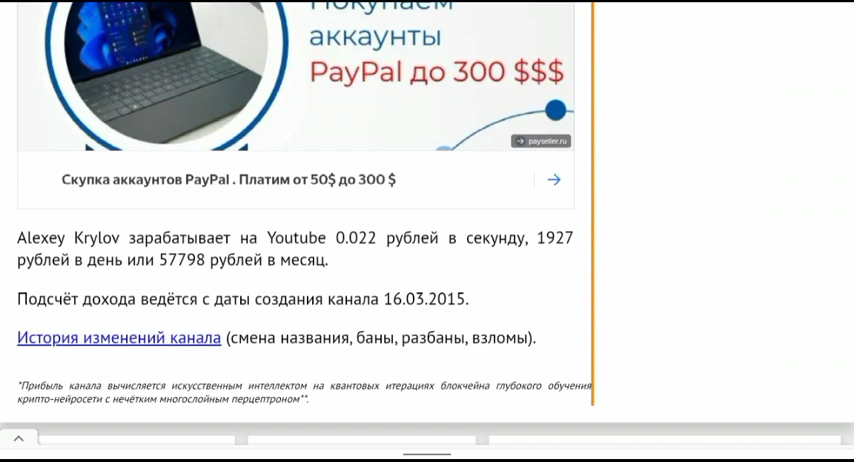 Покупаем
аккаунты
PayPal до 300 $$$
payseller.ru
Скупка аккаунтов PayPal . Платим от 50$ до 300 $
Alexey Krylov зарабатывает на Youtube 0.022 рублей в секунду, 1927
рублей в день или 57798 рублей в месяц.
Подсчёт дохода ведётся с даты создания канала 16.03.2015.
История изменений канала (смена названия, баны, разбаны, взломы).
*Прибыль канала вычисляется искусственным интеллектом на квантовых итерациях блокчейна глубокого обучения
крипто-нейросети с нечётким многослойным перцептроном**.